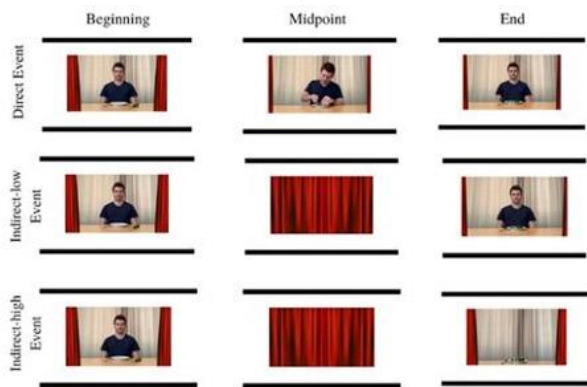 Beginning Midpoint End
Direct Event
Indirect-low
Event
Indirect-high
Event